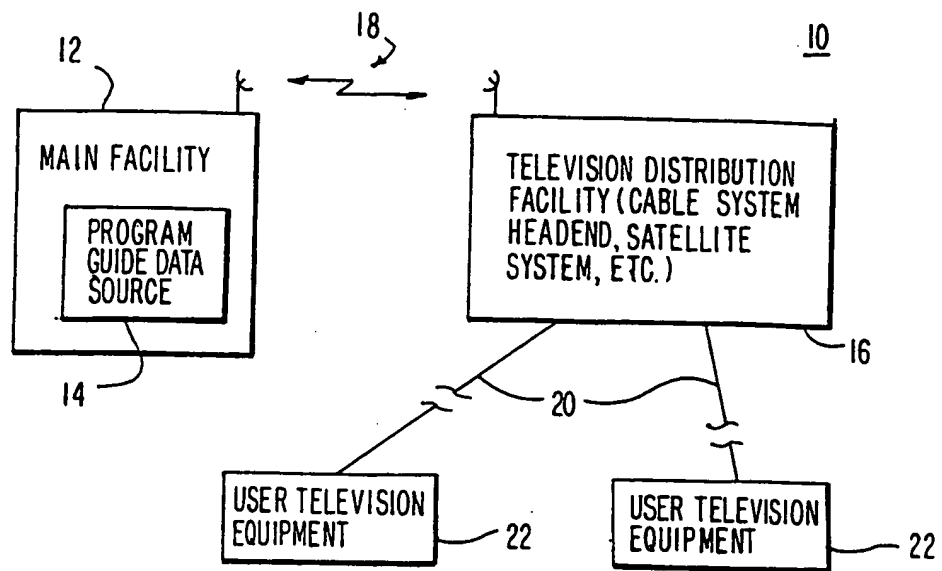 10
18
12
MAIN FACILITY
PROGRAM
GUIDE DATA
SOURCE
14
TELEVISION DISTRIBUTION
FACILITY (CABLE SYSTEM
HEADEND, SATELLITE
SYSTEM, ETC.)
16
20
USER TELEVISION
EQUIPMENT
22
USER TELEVISION
EQUIPMENT
22